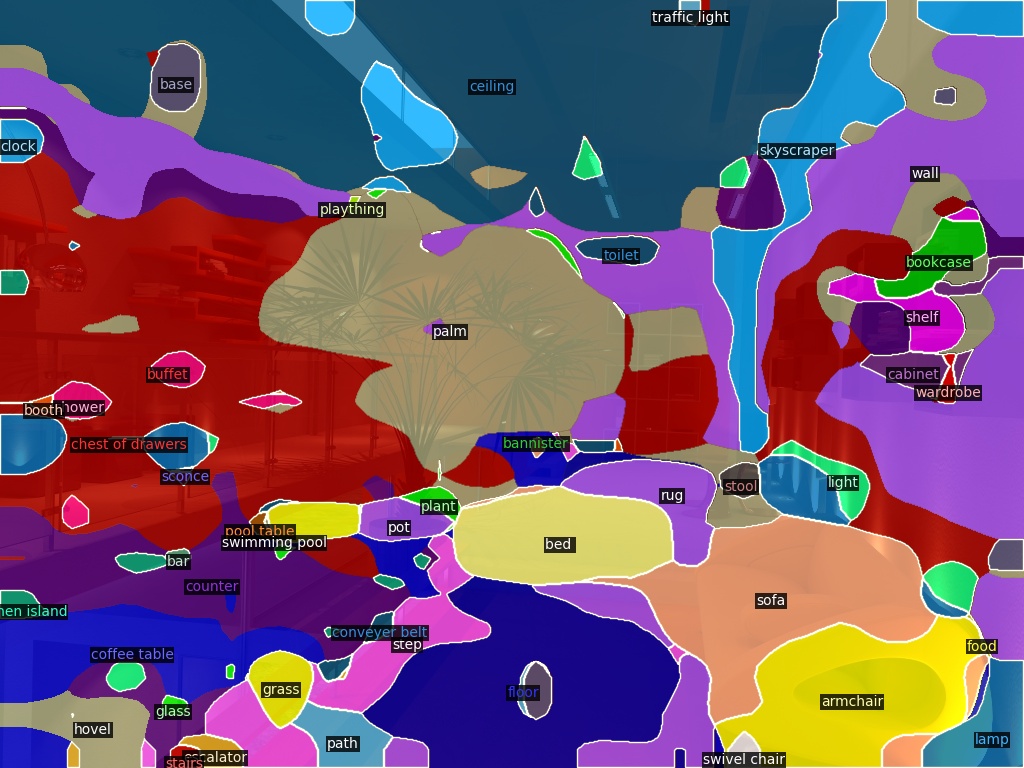 traffic light
base
ceiling
clock
skyscraper
wall
plaything
toilet
bookcase
shelf
palm
buffet
cabinet
wardrobe
booth
hower
chest of drawers
bannister
sconce
light
stool
rug
plant
pot
pool table
swimming pool
bed
bar
counter
sofa
nen island
conveyer belt
step
coffee table
food
grass
floor
armchair
glass
hovel
path
lamp
escalator
stairs
swivel chair